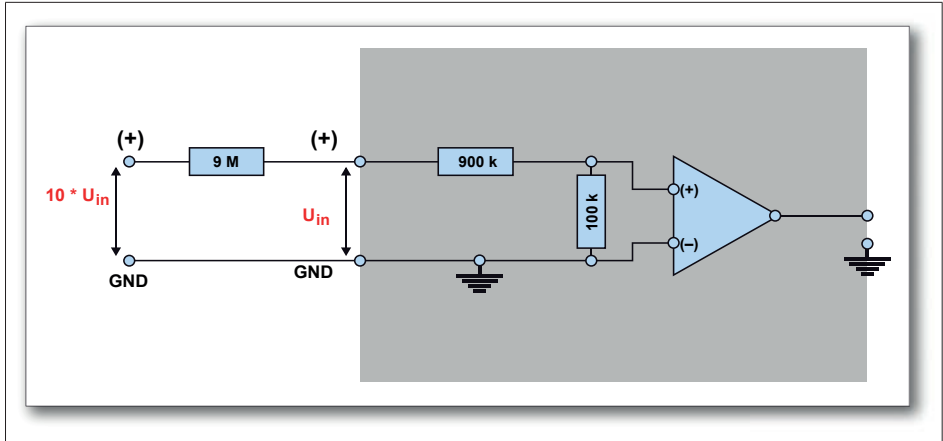 (+)
(+)
9 M
900 k
10 * Uin
Uin
100 k
(+)
(–)
GND
GND